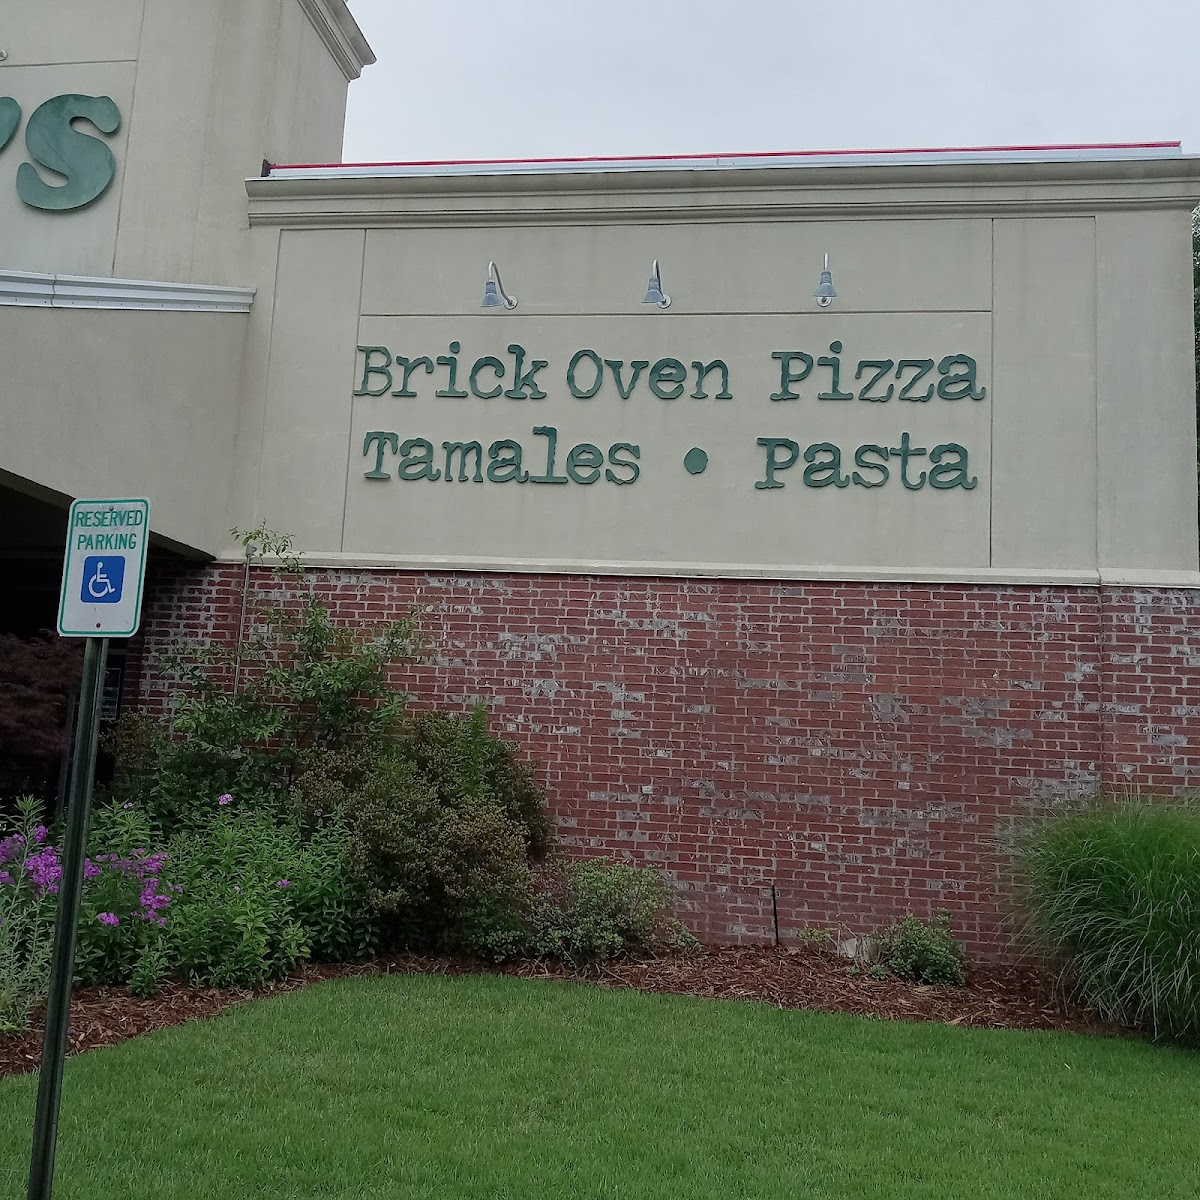 Brick Oven Pizza
Tamales • Pasta
RESERVED
PARKING